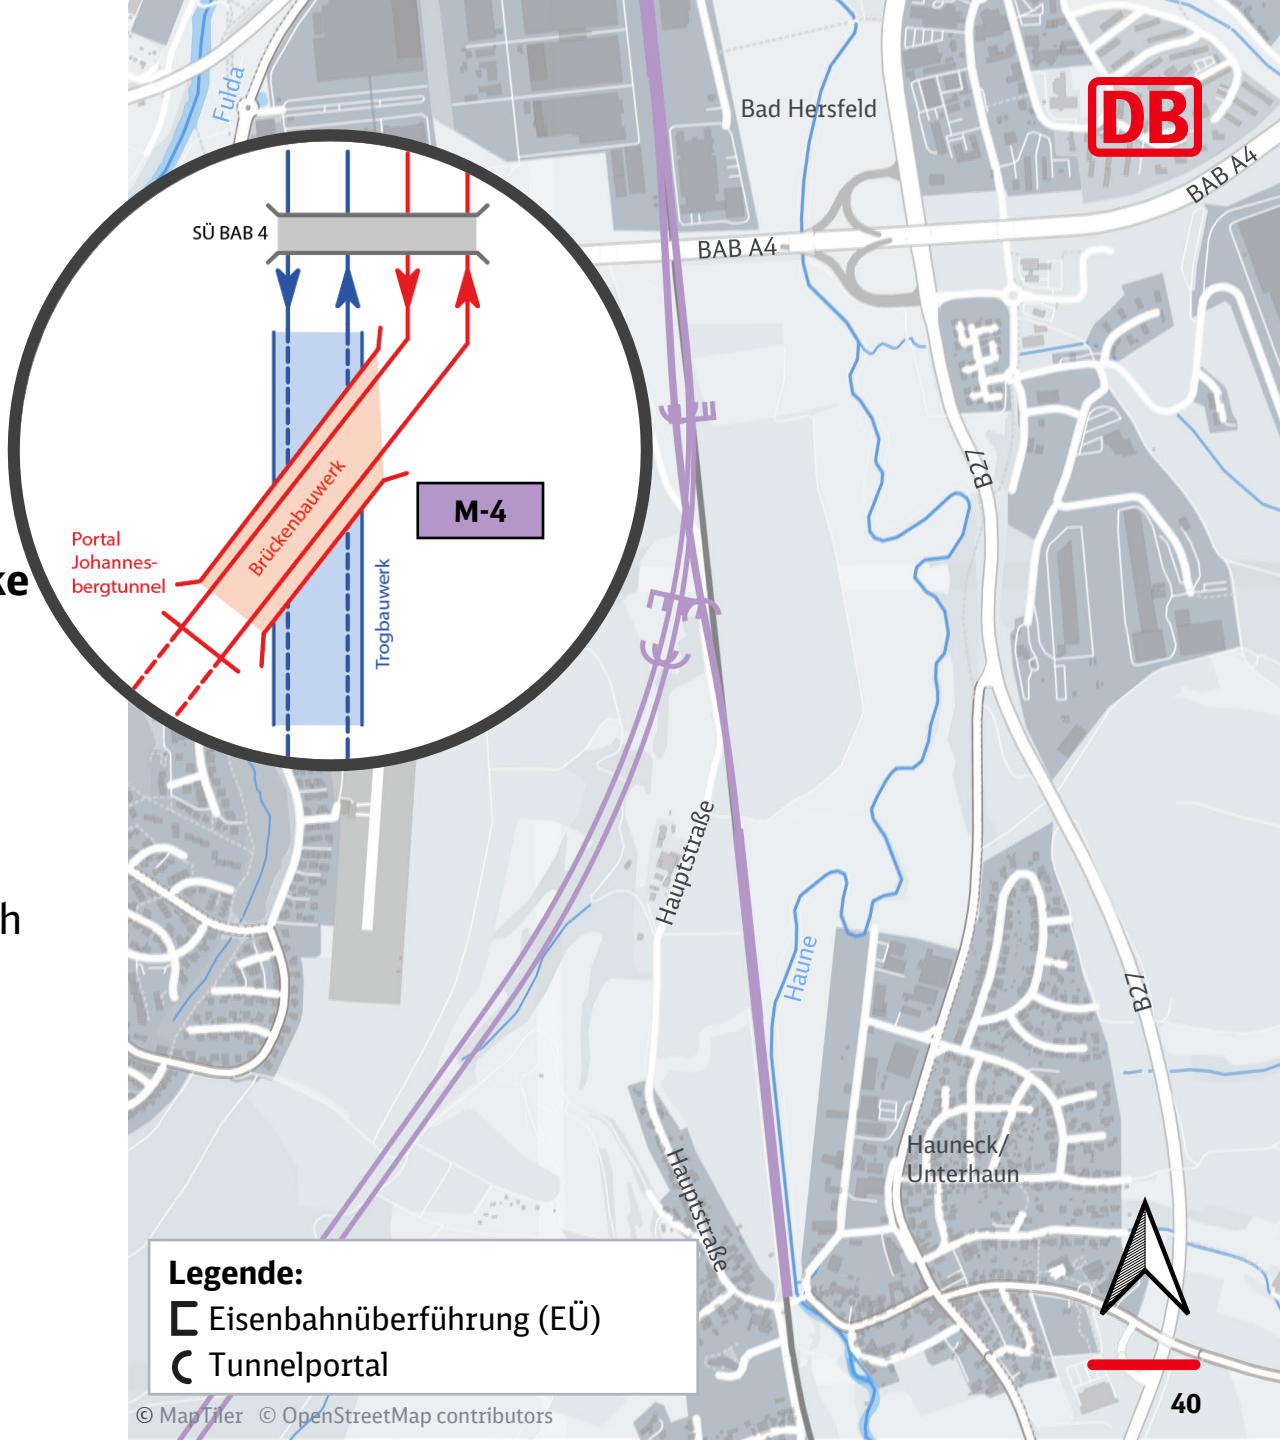 Fulda
Bad Hersfeld
DB
BAB A4
BAB A4
SÜ BAB 4
B27
M-4
Brückenbauwerk
Portal
Johannes-
bergtunnel
ke
Trogbauwerk
Hauptstraße
h
Haune
B27
Hauneck/
Unterhaun
Hauptstraße
Legende:
Eisenbahnüberführung (EÜ)
Tunnelportal
40
© MapTiler © OpenStreetMap contributors